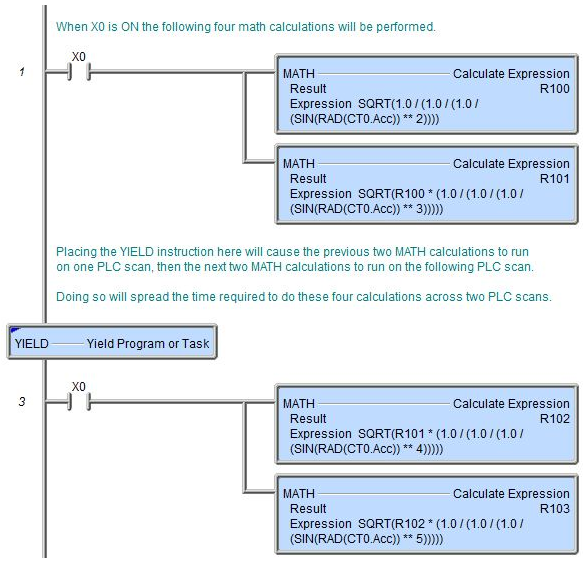 When X0 is ON the following four math calculations will be performed.
X0
1
MATH Calculate Expression
Result R100
Expression SQRT(1.0 / (1.0 / (1.0 /
(SIN(RAD(CT0.Acc)) ** 2))))
MATH Calculate Expression
Result R101
Expression SQRT(R100 * (1.0 / (1.0 / (1.0 /
(SIN(RAD(CT0.Acc)) ** 3)))))
Placing the YIELD instruction here will cause the previous two MATH calculations to run
on one PLC scan, then the next two MATH calculations to run on the following PLC scan.
Doing so will spread the time required to do these four calculations across two PLC scans.
YIELD Yield Program or Task
X0
3
MATH Calculate Expression
Result R102
Expression SQRT(R101 * (1.0 / (1.0 / (1.0 /
(SIN(RAD(CT0.Acc)) ** 4)))))
MATH Calculate Expression
Result R103
Expression SQRT(R102 * (1.0 / (1.0 / (1.0 /
(SIN(RAD(CT0.Acc)) ** 5)))))